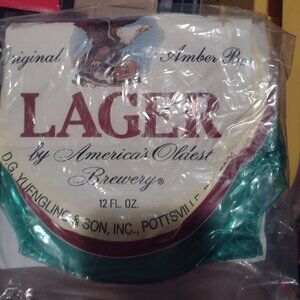 Original Amber
LAGER
by America's Oldest
Brewery®
12 FL. OZ.
D.G. YUENGLING & SON, INC., POTTSVILLE